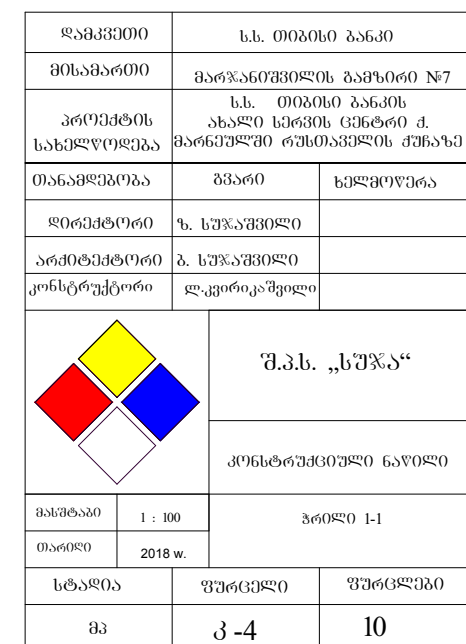 დამკვეთი ს.ს. თიბისი ბანკი
მისამართი მარჯანიშვილის გამზირი №7
პროექტის სახელწოდება
ს.ს. თიბისი ბანკის
ახალი სერვის ცენტრი ქ.
მარნეულში რუსთაველის ქუჩაზე
თანამდებობა გვარი ხელმოწერა
დირექტორი ზ. სუჯაშვილი
არქიტექტორი ბ. სუჯაშვილი
კონსტრუქტორი ლ.კვირიკაშვილი
შ.პ.ს. „სუჯა“
კონსტრუქციული ნაწილი
მასშტაბი 1 : 100 ჭრილი 1-1
თარიღი 2018 w.
სტადია ფურცელი ფურცლები
მპ კ -4 10